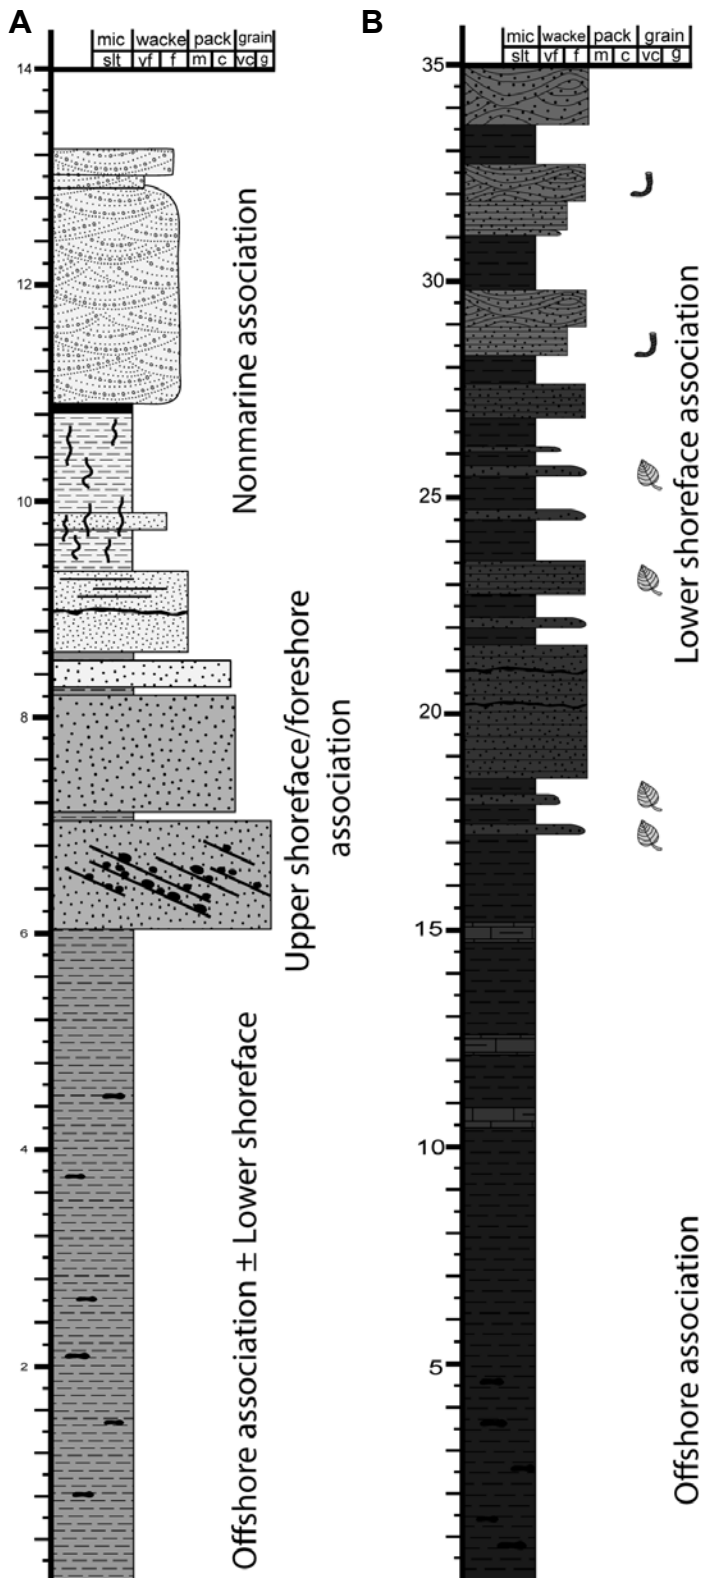 A
mic wacke pack grain
slt vf f m c vc g
14
12
10
8
6
4
2
Nonmarine association
Upper shoreface/foreshore
association
Offshore association ± Lower shoreface
B
mic wacke pack grain
slt vf f m c vc g
35
30
25
20
15
10
5
Lower shoreface association
Offshore association